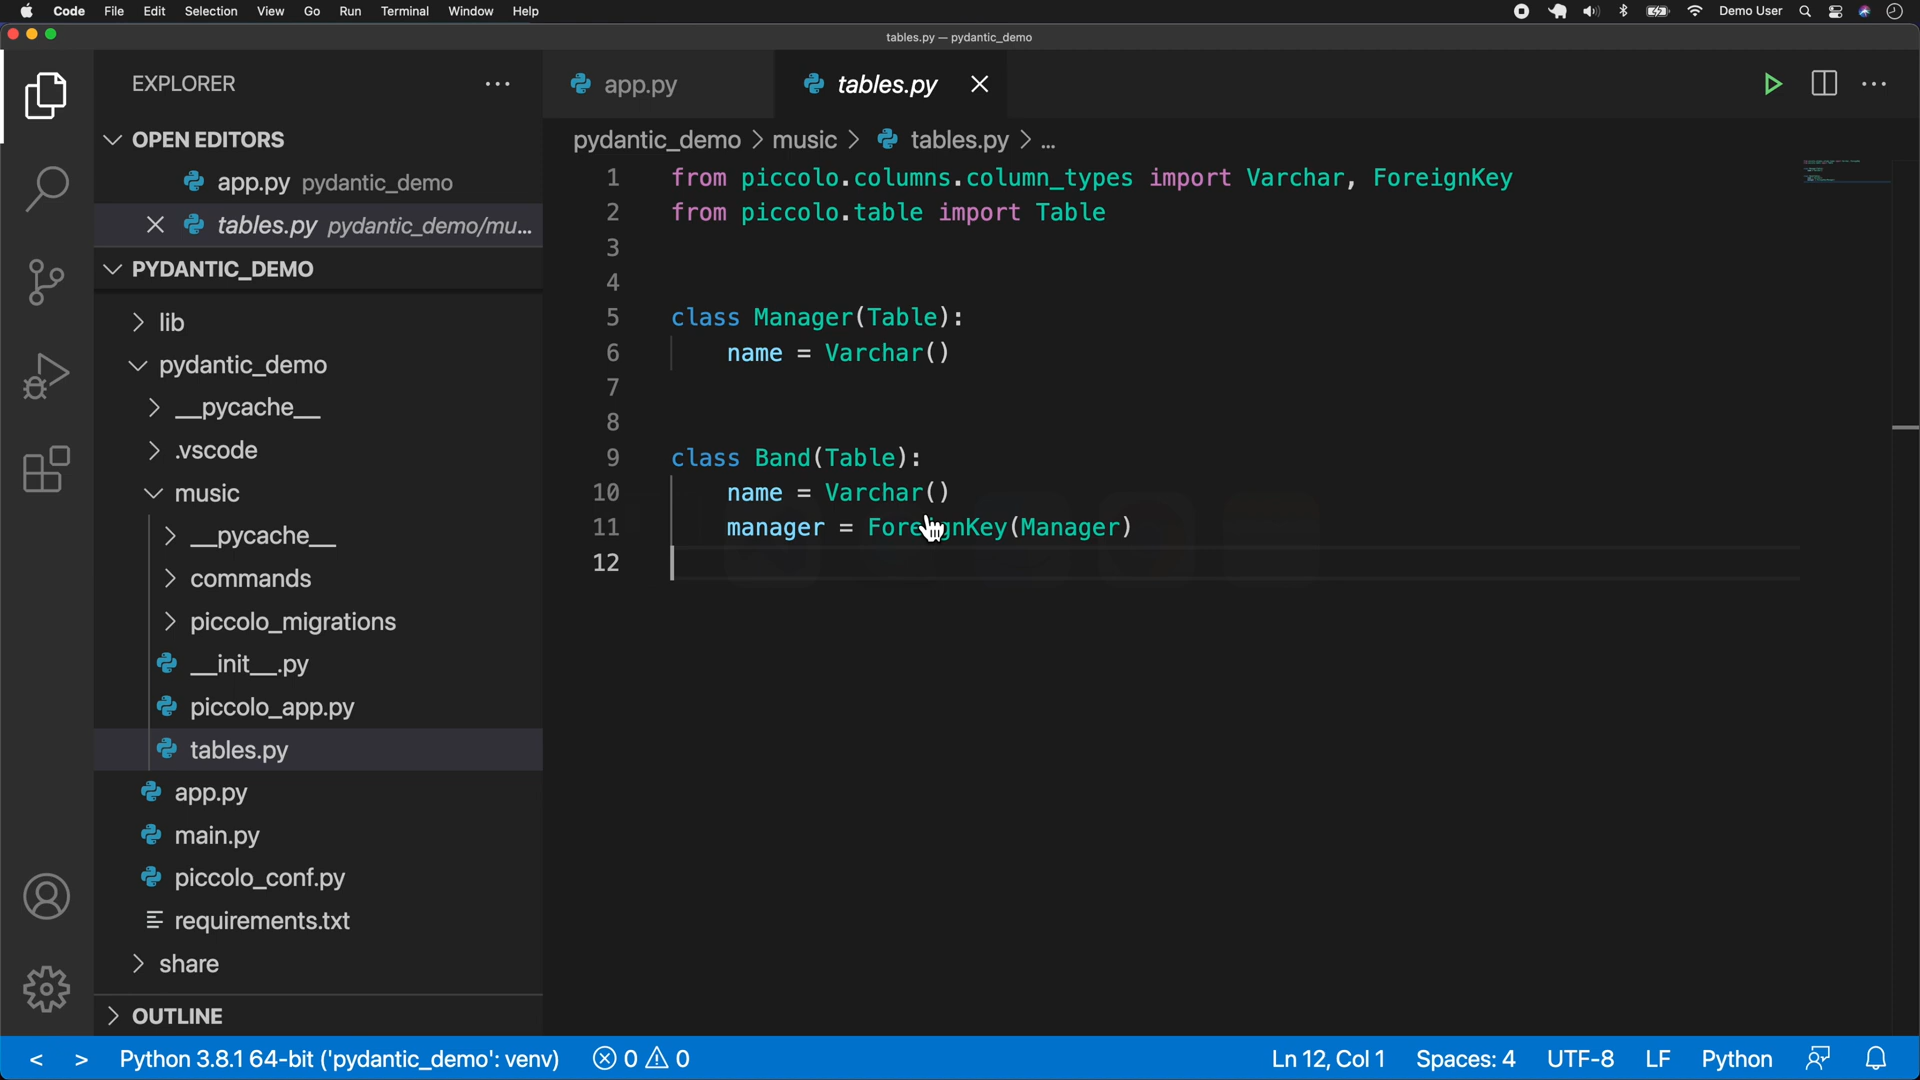 Code File Edit Selection View Go Run Terminal Window Help Demo User
tables.py — pydantic_demo
EXPLORER
OPEN EDITORS
app.py pydantic_demo
tables.py pydantic_demo/mu...
PYDANTIC_DEMO
lib
pydantic_demo
__pycache__
.vscode
music
__pycache__
commands
piccolo_migrations
__init__.py
piccolo_app.py
tables.py
app.py
main.py
piccolo_conf.py
requirements.txt
share
OUTLINE
app.py tables.py
pydantic_demo > music > tables.py > ...
1 from piccolo.columns.column_types import Varchar, ForeignKey
2 from piccolo.table import Table
3
4
5 class Manager(Table):
6 name = Varchar()
7
8
9 class Band(Table):
10 name = Varchar()
11 manager = ForeignKey(Manager)
12
< > Python 3.8.1 64-bit ('pydantic_demo': venv) 0 0 Ln 12, Col 1 Spaces: 4 UTF-8 LF Python